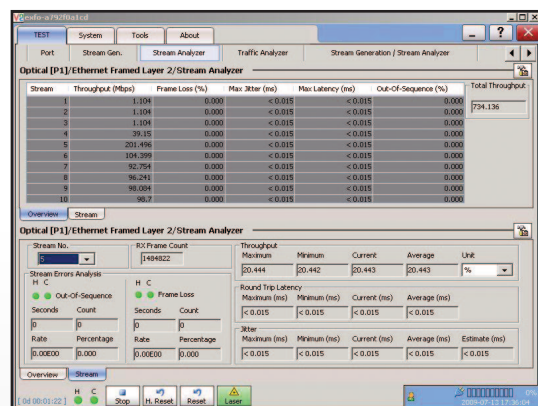 exfo-a792f0a1cd
TEST System Tools About
Port Stream Gen. Stream Analyzer Traffic Analyzer Stream Generation / Stream Analyzer
Optical [P1]/Ethernet Framed Layer 2/Stream Analyzer
Stream Throughput (Mbps) Frame Loss (%) Max Jitter (ms) Max Latency (ms) Out-Of-Sequence (%) Total Throughput
1 1.104 0.000 < 0.015 < 0.015 0.000
2 1.104 0.000 < 0.015 < 0.015 0.000 734.136
3 1.104 0.000 < 0.015 < 0.015 0.000
4 39.15 0.000 < 0.015 < 0.015 0.000
5 201.496 0.000 < 0.015 < 0.015 0.000
6 104.399 0.000 < 0.015 < 0.015 0.000
7 92.754 0.000 < 0.015 < 0.015 0.000
8 96.241 0.000 < 0.015 < 0.015 0.000
9 98.084 0.000 < 0.015 < 0.015 0.000
10 98.7 0.000 < 0.015 < 0.015 0.000
Overview Stream
Optical [P1]/Ethernet Framed Layer 2/Stream Analyzer
Stream No. RX Frame Count Throughput
5 1484822 Maximum Minimum Current Average Unit
20.444 20.442 20.443 20.443 %
Stream Errors Analysis
H C H C Round Trip Latency
Out-Of-Sequence Frame Loss Maximum (ms) Minimum (ms) Current (ms) Average (ms)
Seconds Count Seconds Count < 0.015 < 0.015 < 0.015 < 0.015
0 0 0 0 Jitter
Rate Percentage Rate Percentage Maximum (ms) Minimum (ms) Current (ms) Average (ms) Estimate (ms)
0.00E00 0.000 0.00E00 0.000 < 0.015 < 0.015 < 0.015 < 0.015 < 0.015
Overview Stream
H C
[ 0d 00:01:22 ] Stop H. Reset Reset Laser 0%